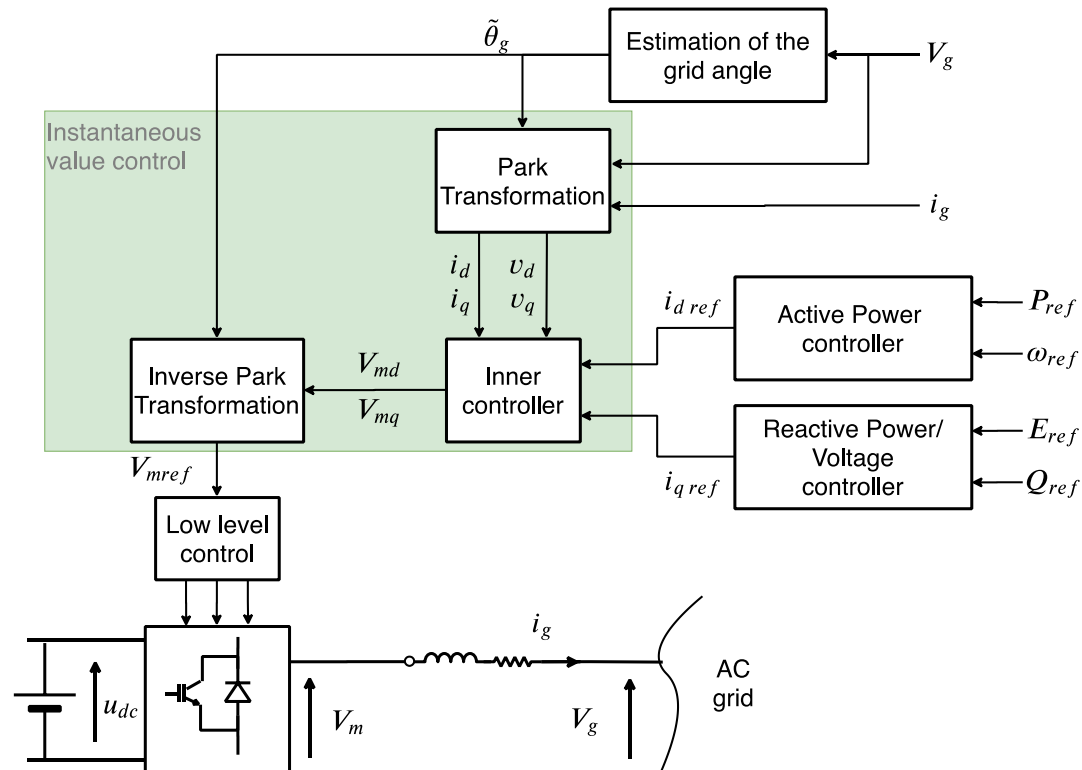 Estimation of the
grid angle
θ̃g
Vg
Instantaneous
value control
Park
Transformation
ig
id
iq
vd
vq
id ref
Active Power
controller
Pref
ωref
Inverse Park
Transformation
Vmd
Vmq
Inner
controller
iq ref
Reactive Power/
Voltage
controller
Eref
Qref
Vmref
Low level
control
ig
AC
grid
udc
Vm
Vg